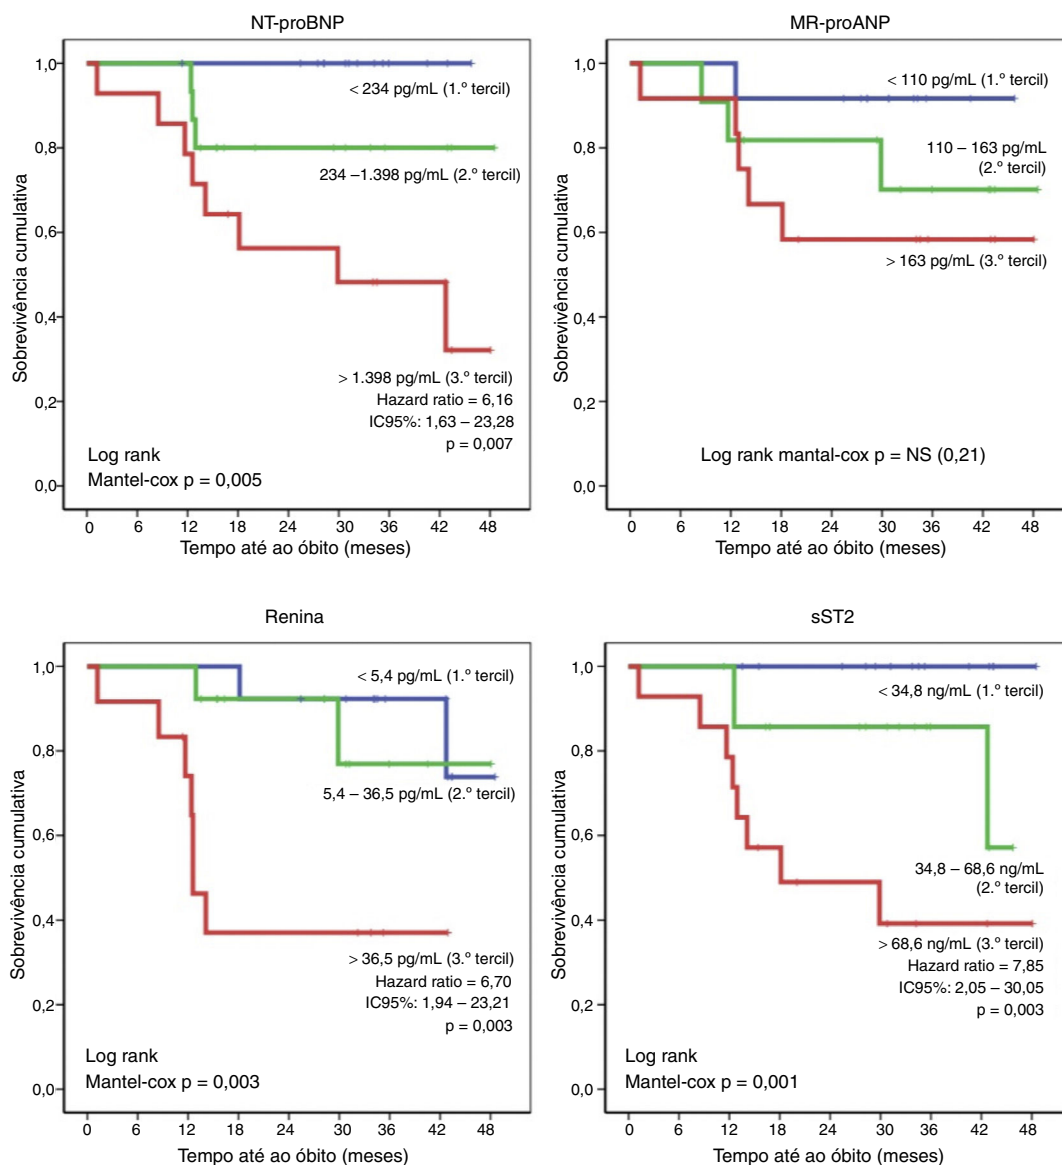 NT-proBNP
Sobrevivência cumulativa
1,0
0,8
0,6
0,4
0,2
0,0
< 234 pg/mL (1.º tercil)
234 –1.398 pg/mL (2.º tercil)
> 1.398 pg/mL (3.º tercil)
Hazard ratio = 6,16
IC95%: 1,63 – 23,28
p = 0,007
Log rank
Mantel-cox p = 0,005
0 6 12 18 24 30 36 42 48
Tempo até ao óbito (meses)
MR-proANP
Sobrevivência cumulativa
1,0
0,8
0,6
0,4
0,2
0,0
< 110 pg/mL (1.º tercil)
110 – 163 pg/mL
(2.º tercil)
> 163 pg/mL (3.º tercil)
Log rank mantal-cox p = NS (0,21)
0 6 12 18 24 30 36 42 48
Tempo até ao óbito (meses)
Renina
Sobrevivência cumulativa
1,0
0,8
0,6
0,4
0,2
0,0
< 5,4 pg/mL (1.º tercil)
5,4 – 36,5 pg/mL (2.º tercil)
> 36,5 pg/mL (3.º tercil)
Hazard ratio = 6,70
IC95%: 1,94 – 23,21
p = 0,003
Log rank
Mantel-cox p = 0,003
0 6 12 18 24 30 36 42 48
Tempo até ao óbito (meses)
sST2
Sobrevivência cumulativa
1,0
0,8
0,6
0,4
0,2
0,0
< 34,8 ng/mL (1.º tercil)
34,8 – 68,6 ng/mL
(2.º tercil)
> 68,6 ng/mL (3.º tercil)
Hazard ratio = 7,85
IC95%: 2,05 – 30,05
p = 0,003
Log rank
Mantel-cox p = 0,001
0 6 12 18 24 30 36 42 48
Tempo até ao óbito (meses)